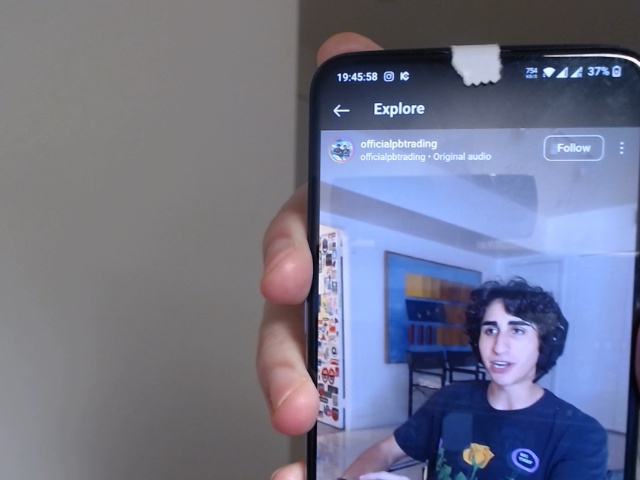 19:45:58
37%
Explore
officialpbtrading
officialpbtrading • Original audio
Follow